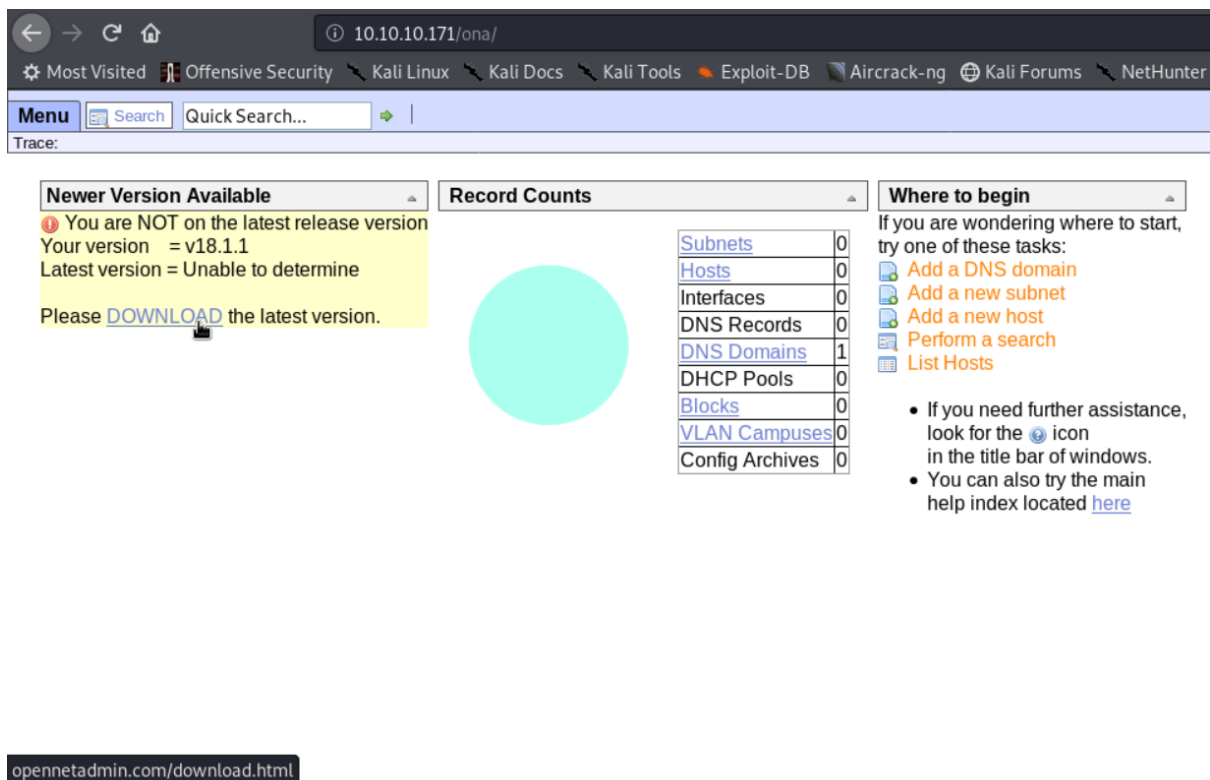 10.10.10.171/ona/
Most Visited Offensive Security Kali Linux Kali Docs Kali Tools Exploit-DB Aircrack-ng Kali Forums NetHunter
Menu Search Quick Search...
Trace:
Newer Version Available
You are NOT on the latest release version
Your version = v18.1.1
Latest version = Unable to determine
Please DOWNLOAD the latest version.
Record Counts
Subnets 0
Hosts 0
Interfaces 0
DNS Records 0
DNS Domains 1
DHCP Pools 0
Blocks 0
VLAN Campuses 0
Config Archives 0
Where to begin
If you are wondering where to start,
try one of these tasks:
Add a DNS domain
Add a new subnet
Add a new host
Perform a search
List Hosts
• If you need further assistance,
look for the ? icon
in the title bar of windows.
• You can also try the main
help index located here
opennetadmin.com/download.html